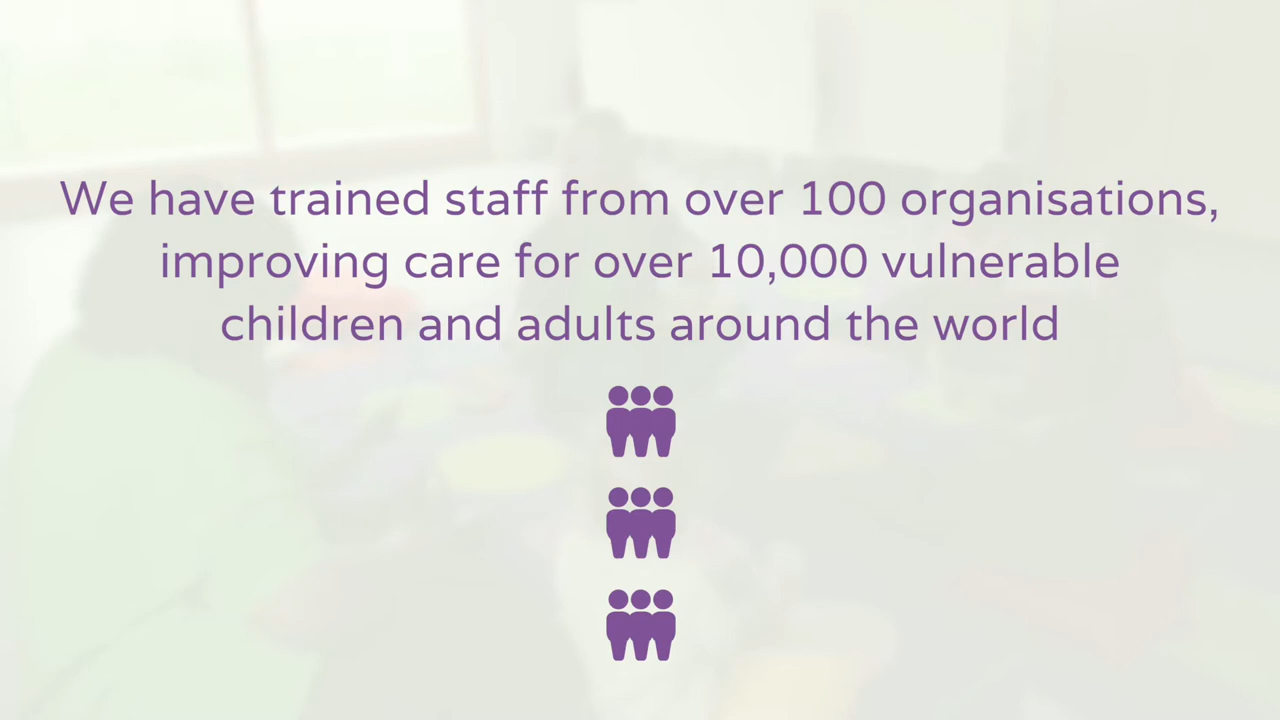 We have trained staff from over 100 organisations,
improving care for over 10,000 vulnerable
children and adults around the world